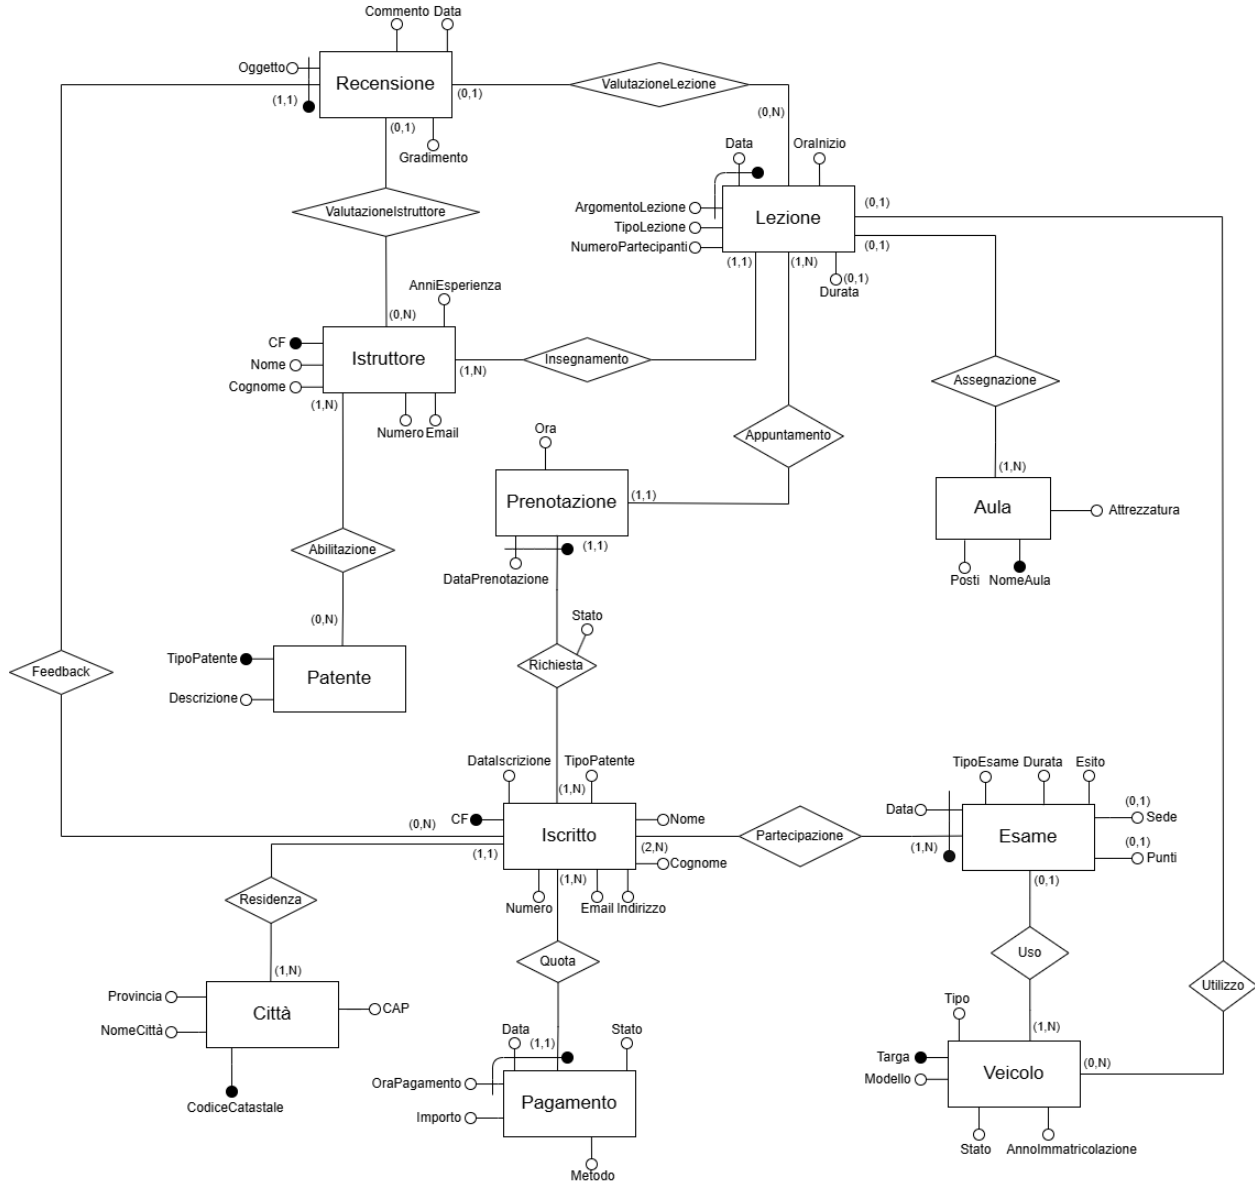 Commento Data
Oggetto
Recensione
ValutazioneLezione
(1,1)
(0,1)
(0,1)
(0,N)
Gradimento
Data
OraInizio
ArgomentoLezione
TipoLezione
NumeroPartecipanti
Lezione
(0,1)
(0,1)
ValutazioneIstruttore
(1,1)
(1,N)
(0,1)
Durata
AnniEsperienza
(0,N)
CF
Nome
Cognome
Istruttore
Insegnamento
(1,N)
(1,N)
Numero Email
Assegnazione
Ora
Appuntamento
Prenotazione
(1,1)
(1,N)
Aula
Attrezzatura
(1,1)
DataPrenotazione
Posti
NomeAula
Abilitazione
(0,N)
Stato
TipoPatente
Descrizione
Patente
Feedback
Richiesta
DataIscrizione
TipoPatente
(1,N)
CF
Iscritto
Nome
Cognome
(0,N)
(1,1)
(1,N)
(2,N)
Numero
Email Indirizzo
Partecipazione
TipoEsame Durata
Esito
Data
Esame
(0,1)
Sede
(0,1)
Punti
(1,N)
(0,1)
Residenza
(1,N)
Quota
Uso
Utilizzo
Provincia
NomeCittà
Città
CAP
CodiceCatastale
Data
(1,1)
Stato
OraPagamento
Importo
Pagamento
Metodo
Tipo
(1,N)
Targa
Modello
Veicolo
(0,N)
Stato
AnnoImmatricolazione